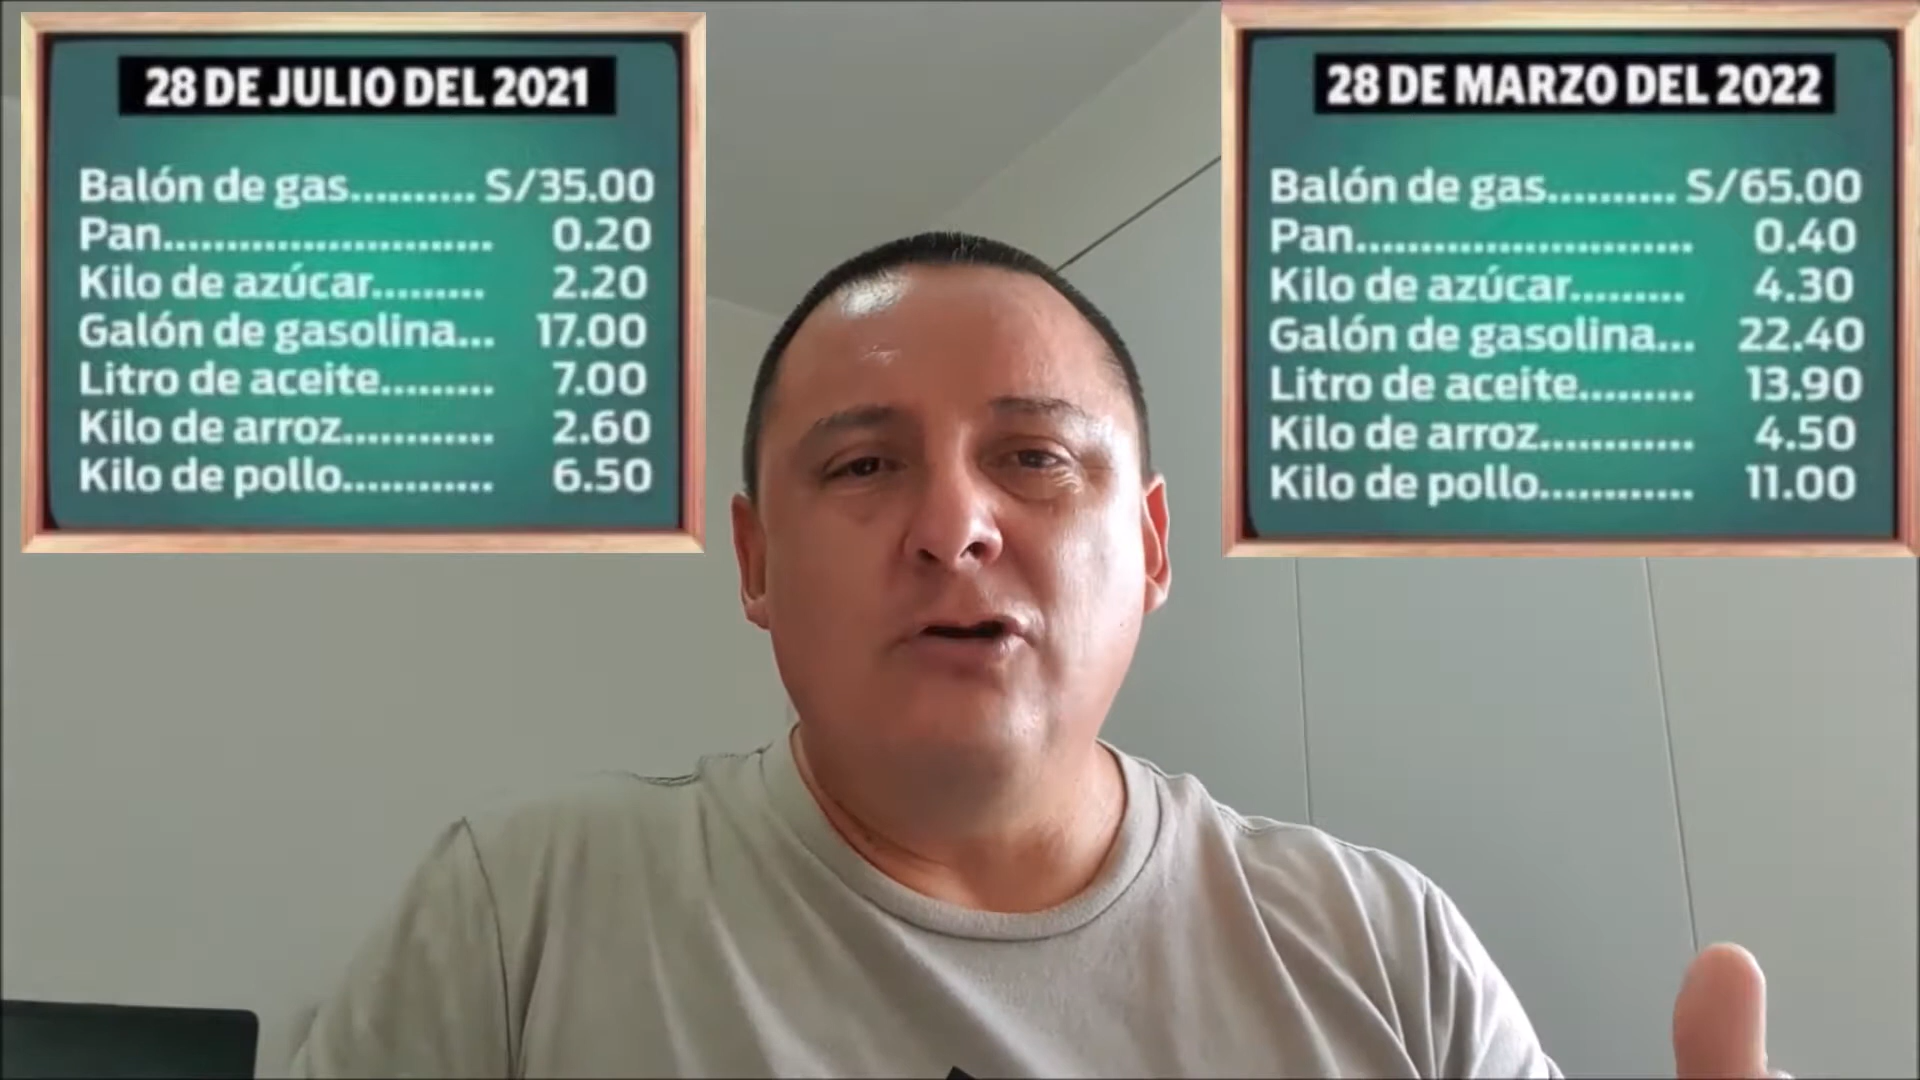 28 DE JULIO DEL 2021
Balón de gas.......... S/35.00
Pan.......................... 0.20
Kilo de azúcar......... 2.20
Galón de gasolina... 17.00
Litro de aceite......... 7.00
Kilo de arroz............ 2.60
Kilo de pollo............ 6.50
28 DE MARZO DEL 2022
Balón de gas.......... S/65.00
Pan.......................... 0.40
Kilo de azúcar......... 4.30
Galón de gasolina... 22.40
Litro de aceite......... 13.90
Kilo de arroz............ 4.50
Kilo de pollo............ 11.00